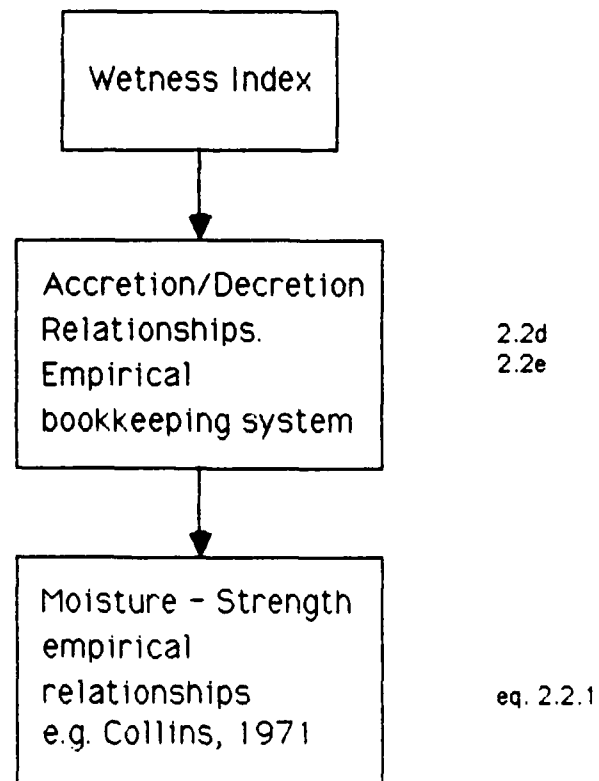 Wetness Index
Accretion/Decretion
Relationships.
Empirical
bookkeeping system
2.2d
2.2e
Moisture - Strength
empirical
relationships
e.g. Collins, 1971
eq. 2.2.1